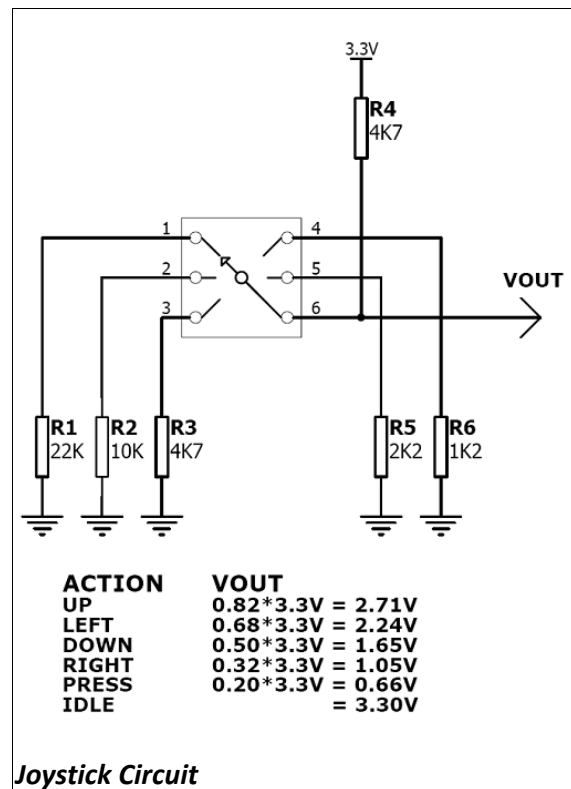 3.3V
R4
4K7
1
4
2
5
VOUT
3
6
R1
22K
R2
10K
R3
4K7
R5
2K2
R6
1K2
ACTION VOUT
UP 0.82*3.3V = 2.71V
LEFT 0.68*3.3V = 2.24V
DOWN 0.50*3.3V = 1.65V
RIGHT 0.32*3.3V = 1.05V
PRESS 0.20*3.3V = 0.66V
IDLE = 3.30V
Joystick Circuit